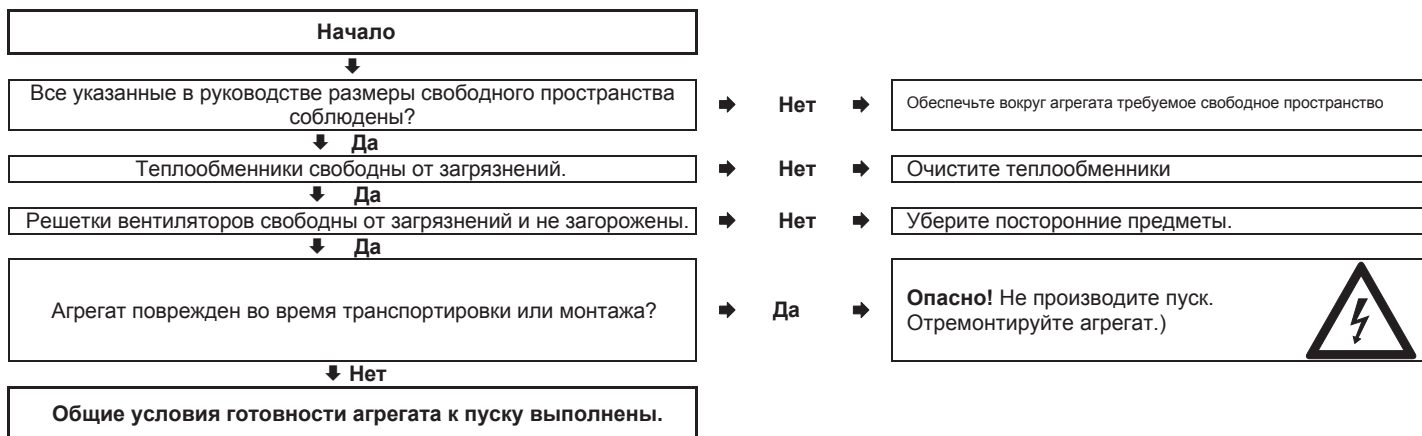 Начало
Все указанные в руководстве размеры свободного пространства
соблюдены?
Нет
Обеспечьте вокруг агрегата требуемое свободное пространство
Да
Теплообменники свободны от загрязнений.
Нет
Очистите теплообменники
Да
Решетки вентиляторов свободны от загрязнений и не загорожены.
Нет
Уберите посторонние предметы.
Да
Агрегат поврежден во время транспортировки или монтажа?
Да
Опасно! Не производите пуск.
Отремонтируйте агрегат.)
Нет
Общие условия готовности агрегата к пуску выполнены.